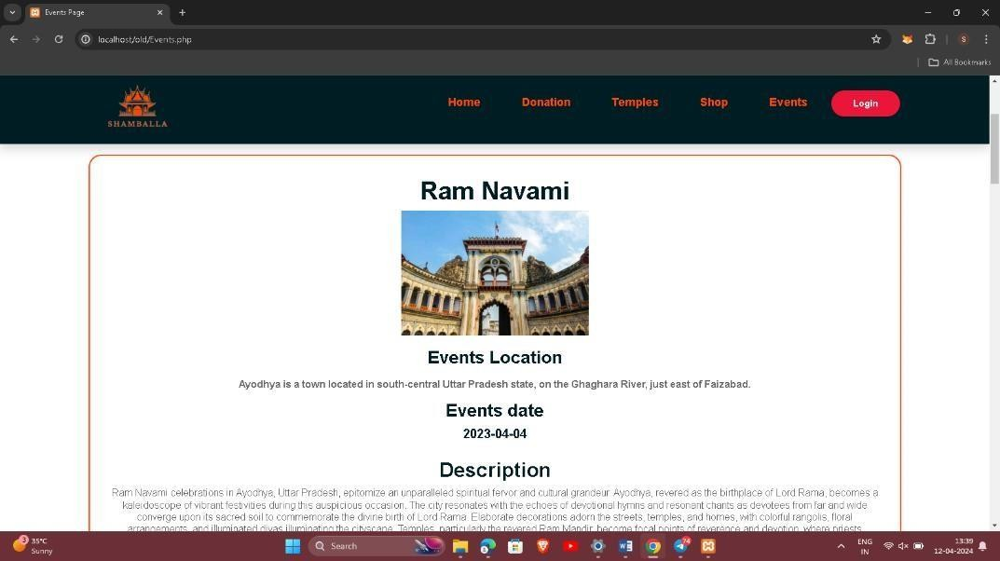 Events Page
localhost/old/Events.php
S
All Bookmarks
SHAMBALLA
Home Donation Temples Shop Events Login
Ram Navami
Events Location
Ayodhya is a town located in south-central Uttar Pradesh state, on the Ghaghara River, just east of Faizabad.
Events date
2023-04-04
Description
Ram Navami celebrations in Ayodhya, Uttar Pradesh, epitomize an unparalleled spiritual fervor and cultural grandeur. Ayodhya, revered as the birthplace of Lord Rama, becomes a
kaleidoscope of vibrant festivities during this auspicious occasion. The city resonates with the echoes of devotional hymns and resonant chants as devotees from far and wide
converge upon its sacred soil to commemorate the divine birth of Lord Rama. Elaborate decorations adorn the streets, temples, and homes, with colorful rangolis, floral
arrangements, and illuminated diyas illuminating the cityscape. Temples, particularly the revered Ram Mandir, become focal points of reverence and devotion, where priests
3
35°C
Sunny
Search
74
ENG
IN
13:39
12-04-2024